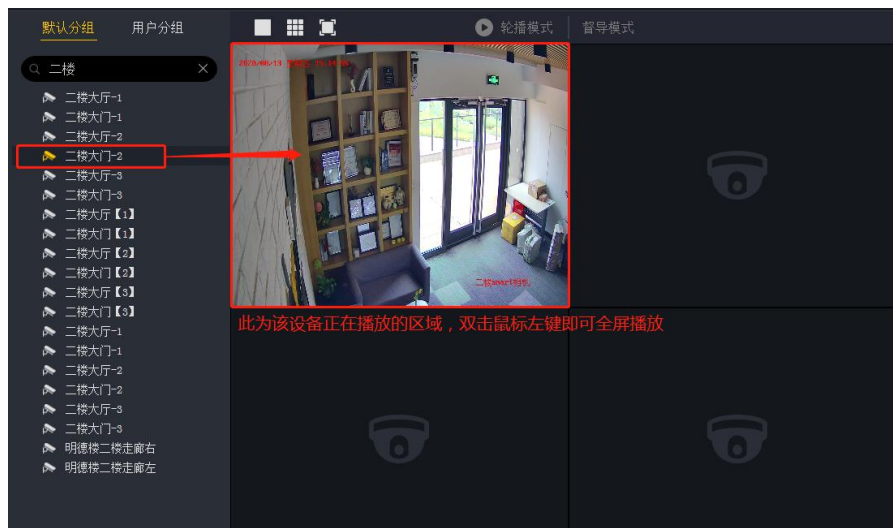 默认分组 用户分组 轮播模式 督导模式
二楼
二楼大厅-1
二楼大门-1
二楼大厅-2
二楼大门-2
二楼大厅-3
二楼大门-3
二楼大厅【1】
二楼大门【1】
二楼大厅【2】
二楼大门【2】
二楼大厅【3】
二楼大门【3】
二楼大厅-1
二楼大门-1
二楼大厅-2
二楼大门-2
二楼大厅-3
二楼大门-3
明德楼二楼走廊右
明德楼二楼走廊左
此为该设备正在播放的区域，双击鼠标左键即可全屏播放